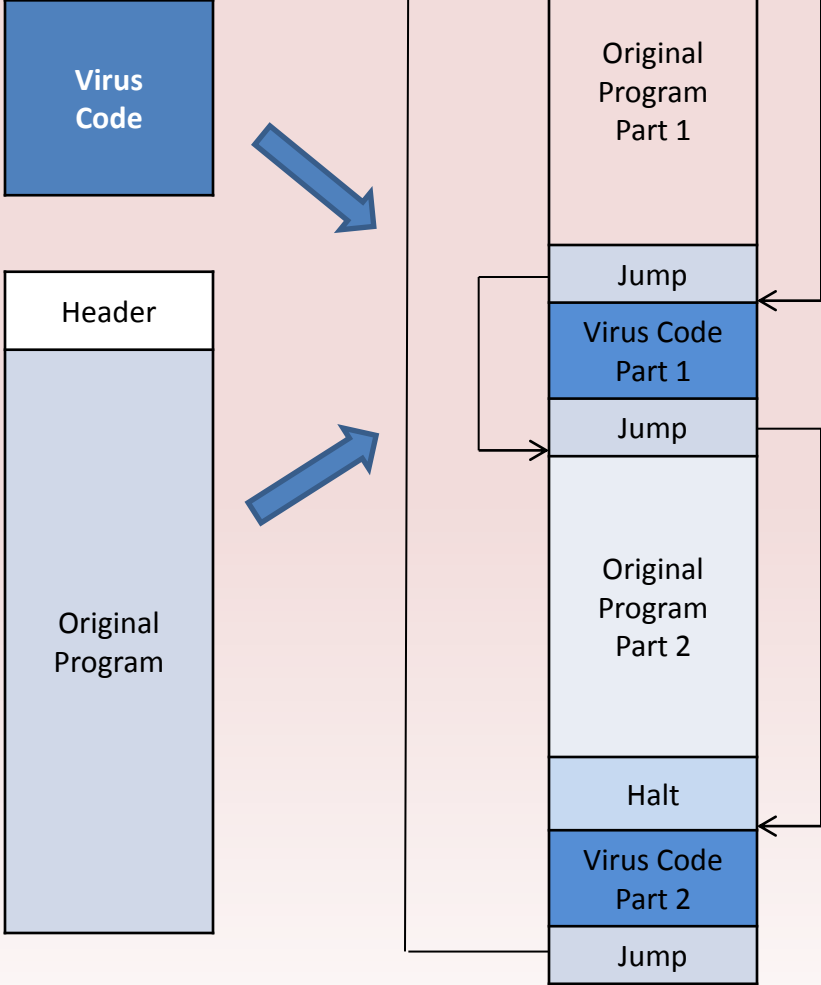 Virus
Code
Header
Original
Program
Original
Program
Part 1
Jump
Virus Code
Part 1
Jump
Original
Program
Part 2
Halt
Virus Code
Part 2
Jump